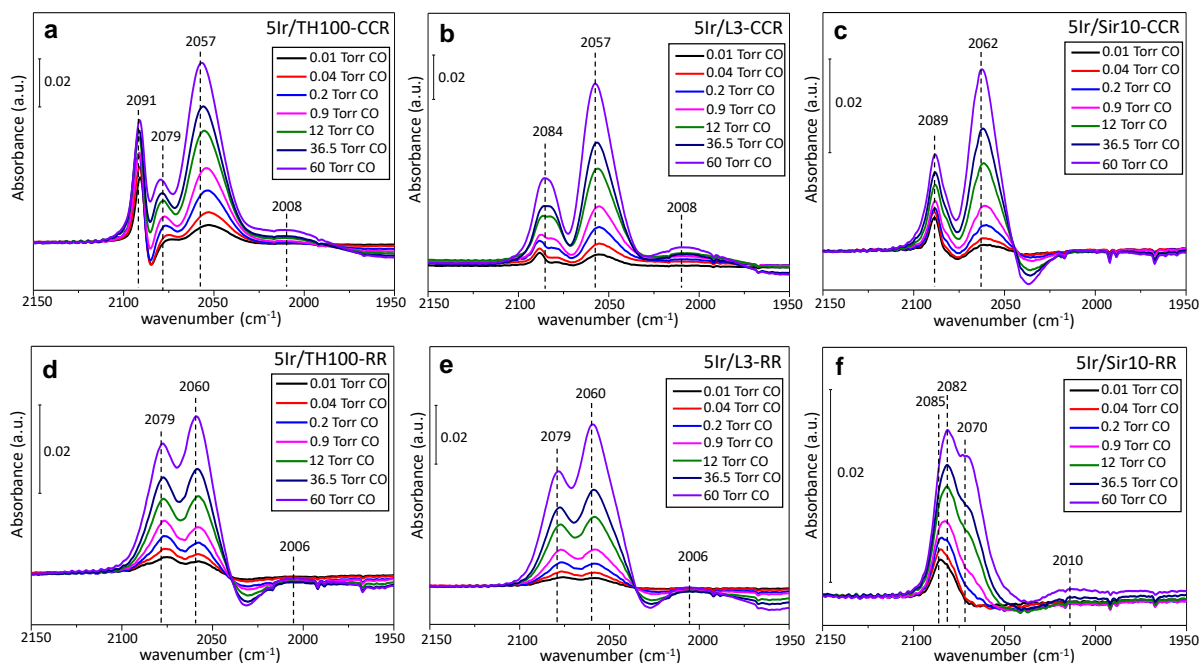 a
5Ir/TH100-CCR
0.01 Torr CO
0.04 Torr CO
0.2 Torr CO
0.9 Torr CO
12 Torr CO
36.5 Torr CO
60 Torr CO
0.02
2091
2079
2057
2008
Absorbance (a.u.)
2150 2100 2050 2000 1950
wavenumber (cm-1)
b
5Ir/L3-CCR
0.01 Torr CO
0.04 Torr CO
0.2 Torr CO
0.9 Torr CO
12 Torr CO
36.5 Torr CO
60 Torr CO
0.02
2084
2057
2008
Absorbance (a.u.)
2150 2100 2050 2000 1950
wavenumber (cm-1)
c
5Ir/Sir10-CCR
0.01 Torr CO
0.04 Torr CO
0.2 Torr CO
0.9 Torr CO
12 Torr CO
36.5 Torr CO
60 Torr CO
0.02
2089
2062
Absorbance (a.u.)
2150 2100 2050 2000 1950
wavenumber (cm-1)
d
5Ir/TH100-RR
0.01 Torr CO
0.04 Torr CO
0.2 Torr CO
0.9 Torr CO
12 Torr CO
36.5 Torr CO
60 Torr CO
0.02
2079
2060
2006
Absorbance (a.u.)
2150 2100 2050 2000 1950
wavenumber (cm-1)
e
5Ir/L3-RR
0.01 Torr CO
0.04 Torr CO
0.2 Torr CO
0.9 Torr CO
12 Torr CO
36.5 Torr CO
60 Torr CO
0.02
2079
2060
2006
Absorbance (a.u.)
2150 2100 2050 2000 1950
wavenumber (cm-1)
f
5Ir/Sir10-RR
0.01 Torr CO
0.04 Torr CO
0.2 Torr CO
0.9 Torr CO
12 Torr CO
36.5 Torr CO
60 Torr CO
0.02
2085
2082
2070
2010
Absorbance (a.u.)
2150 2100 2050 2000 1950
wavenumber (cm-1)